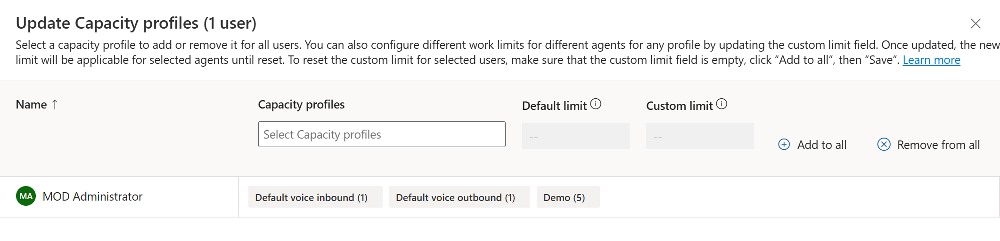 Update Capacity profiles (1 user)
Select a capacity profile to add or remove it for all users. You can also configure different work limits for different agents for any profile by updating the custom limit field. Once updated, the new
limit will be applicable for selected agents until reset. To reset the custom limit for selected users, make sure that the custom limit field is empty, click “Add to all”, then “Save”. Learn more
Name ↑
Capacity profiles
Default limit
Custom limit
Select Capacity profiles
--
--
Add to all
Remove from all
MA
MOD Administrator
Default voice inbound (1)
Default voice outbound (1)
Demo (5)